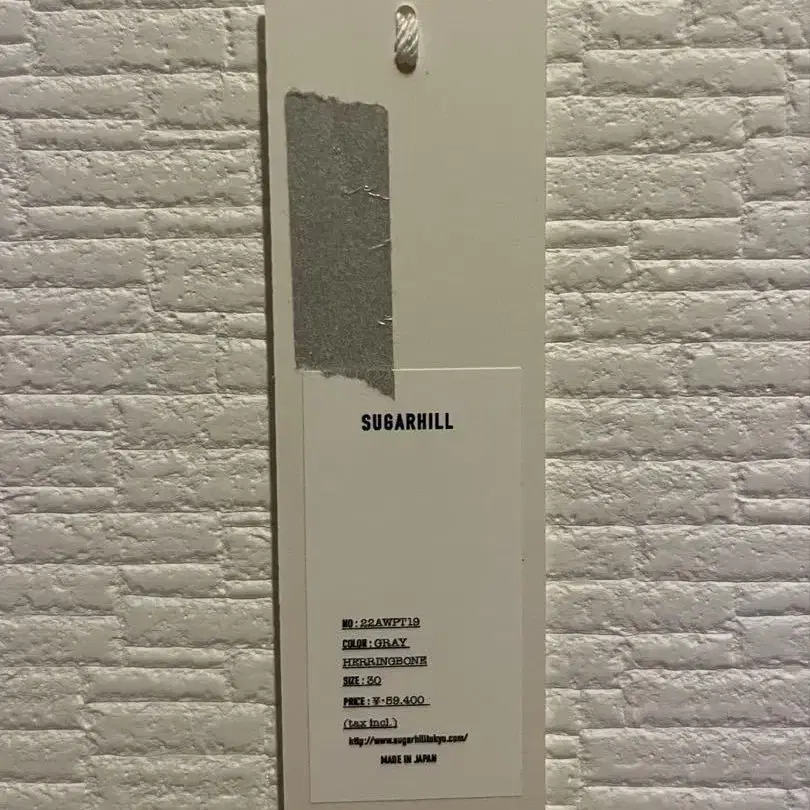 SUGARHILL
NO : 22AWPT19
COLOR : GRAY
HERRINGBONE
SIZE : 30
PRICE : ¥-59.400
(tax incl.)
http://www.sugarhilltokyo.com/
MADE IN JAPAN